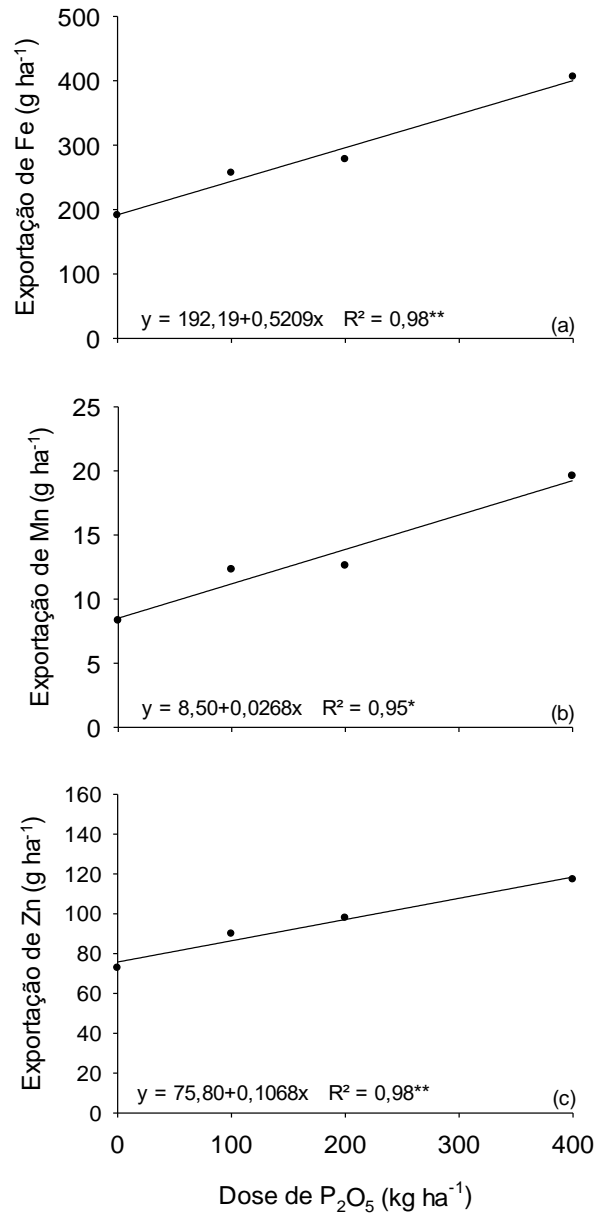 500
400
300
200
100
0
Exportação de Fe (g ha⁻¹)
y = 192,19+0,5209x R² = 0,98**
(a)
25
20
15
10
5
0
Exportação de Mn (g ha⁻¹)
y = 8,50+0,0268x R² = 0,95*
(b)
160
140
120
100
80
60
40
20
0
Exportação de Zn (g ha⁻¹)
y = 75,80+0,1068x R² = 0,98**
(c)
0 100 200 300 400
Dose de P₂O₅ (kg ha⁻¹)